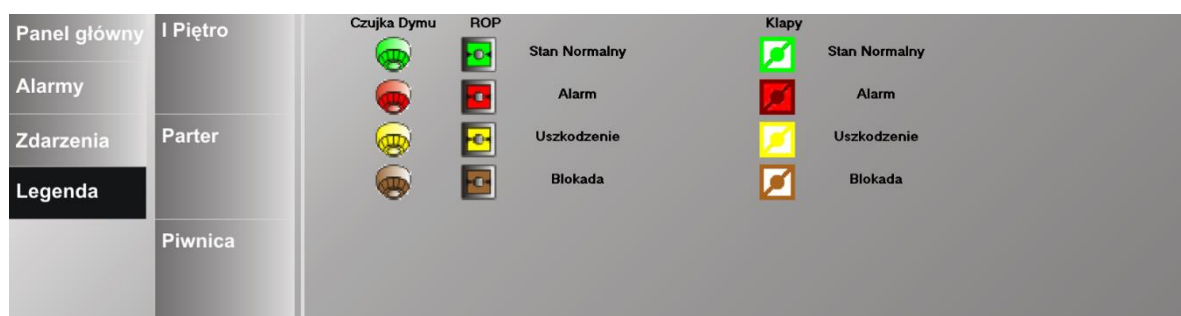 Panel główny
Alarmy
Zdarzenia
Legenda
I Piętro
Parter
Piwnica
Czujka Dymu ROP
Stan Normalny
Alarm
Uszkodzenie
Blokada
Klapy
Stan Normalny
Alarm
Uszkodzenie
Blokada